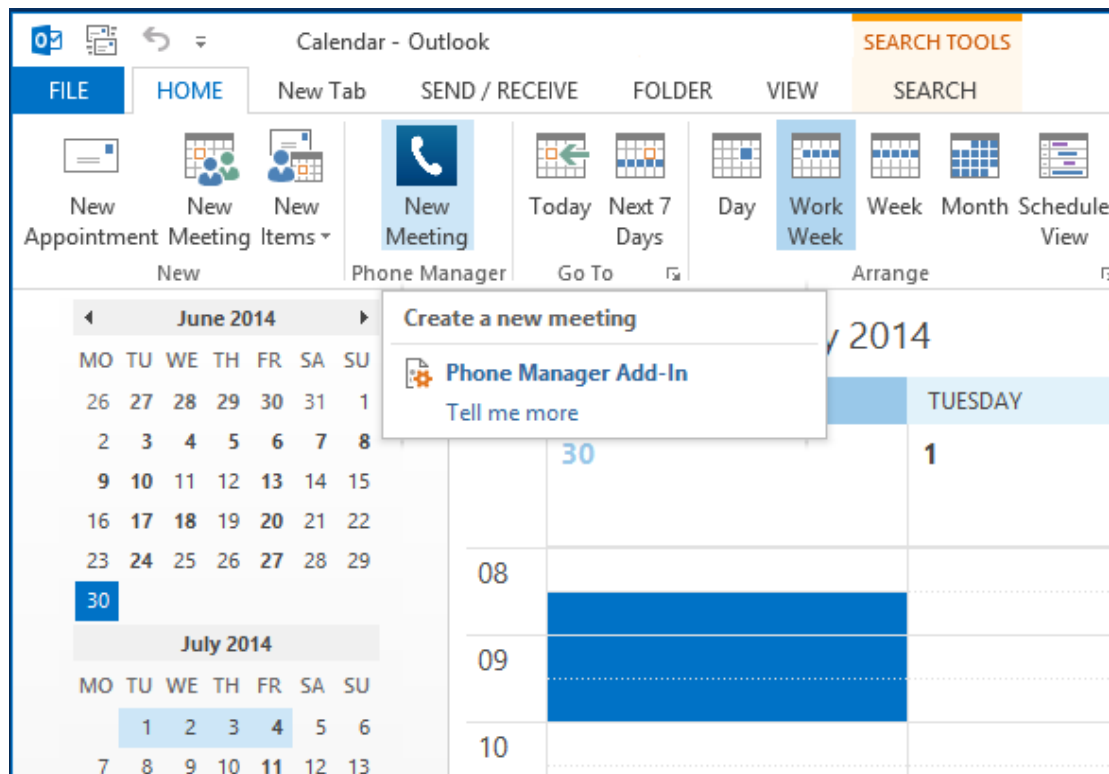 Calendar - Outlook
SEARCH TOOLS
FILE HOME New Tab SEND / RECEIVE FOLDER VIEW SEARCH
New Appointment
New Meeting
New Items
New
New Meeting
Phone Manager
Today
Next 7 Days
Go To
Day
Work Week
Week
Month
Schedule View
Arrange
Create a new meeting
Phone Manager Add-In
Tell me more
June 2014
MO TU WE TH FR SA SU
26 27 28 29 30 31 1
2 3 4 5 6 7 8
9 10 11 12 13 14 15
16 17 18 19 20 21 22
23 24 25 26 27 28 29
30
July 2014
MO TU WE TH FR SA SU
1 2 3 4 5 6
7 8 9 10 11 12 13
y 2014
TUESDAY
30 1
08
09
10